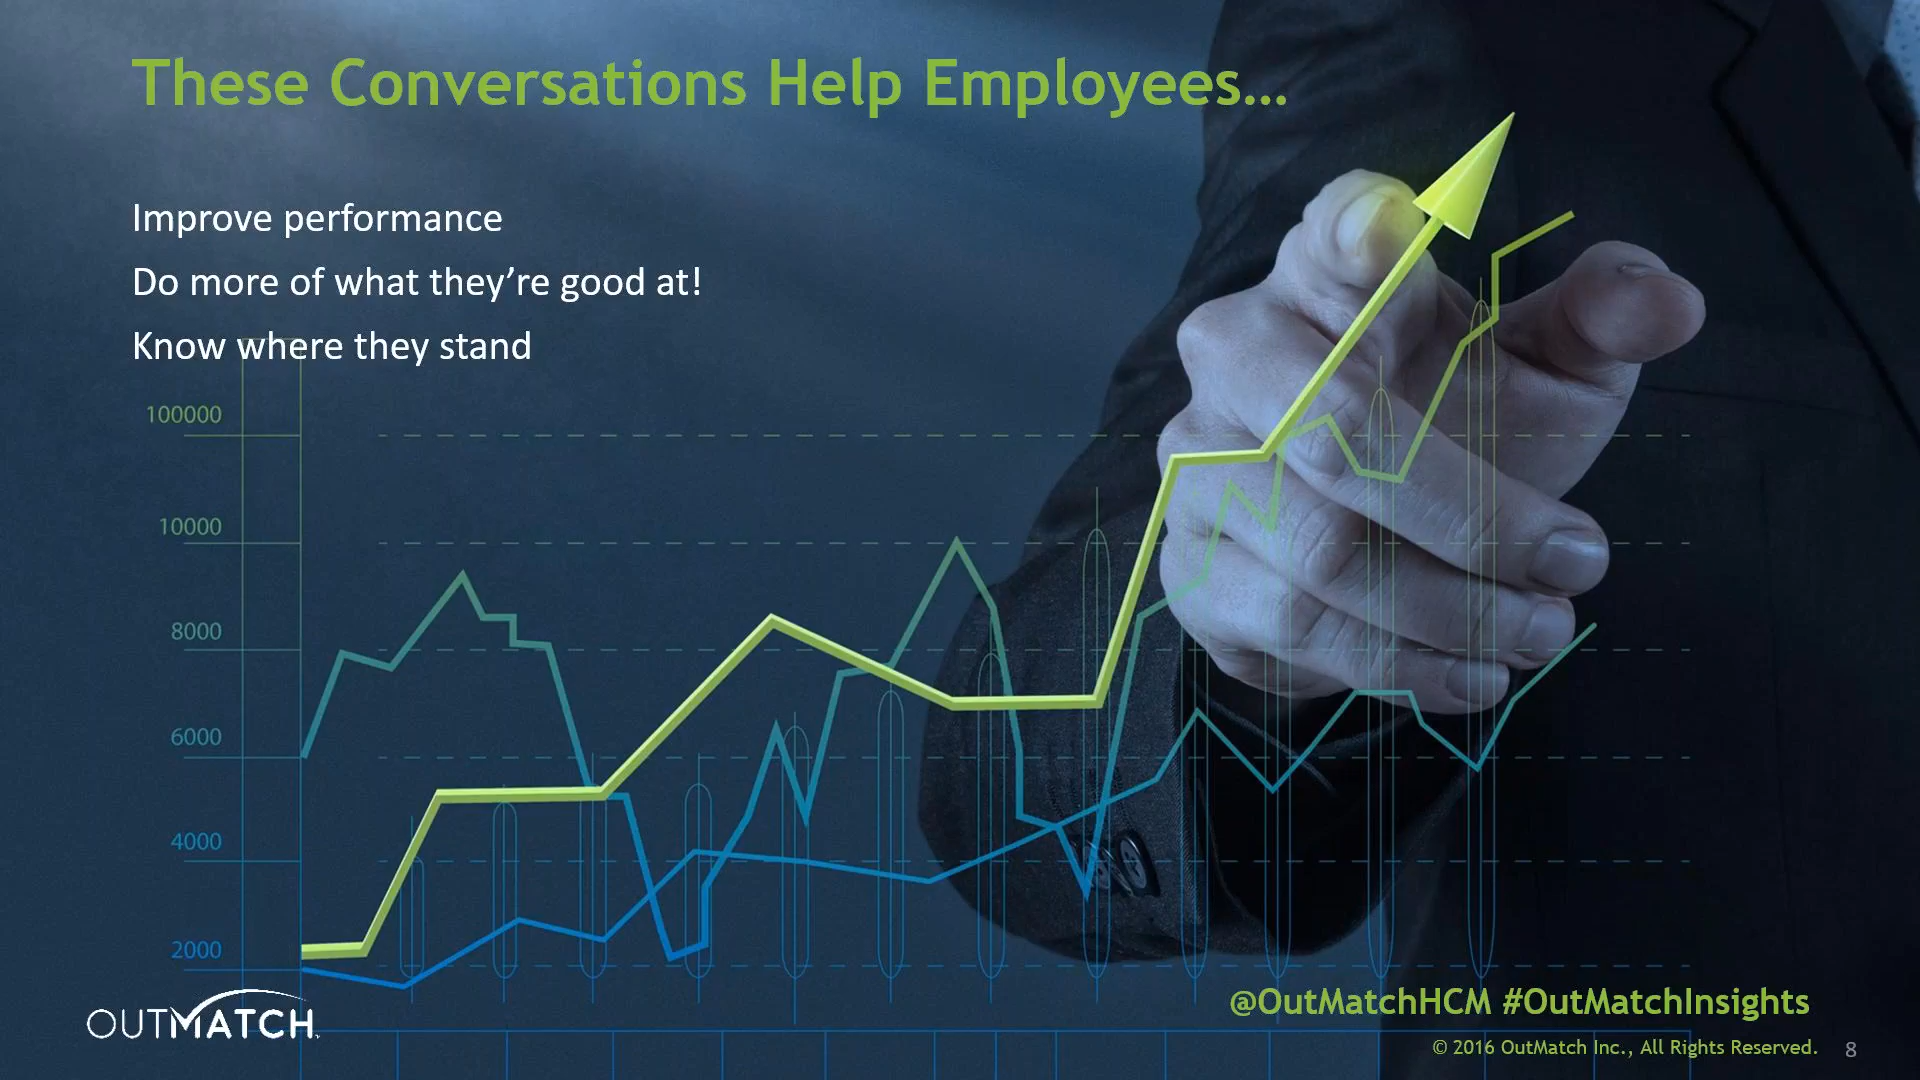 These Conversations Help Employees…
Improve performance
Do more of what they’re good at!
Know where they stand
100000
10000
8000
6000
4000
2000
OUTMATCH
@OutMatchHCM #OutMatchInsights
© 2016 OutMatch Inc., All Rights Reserved.
8